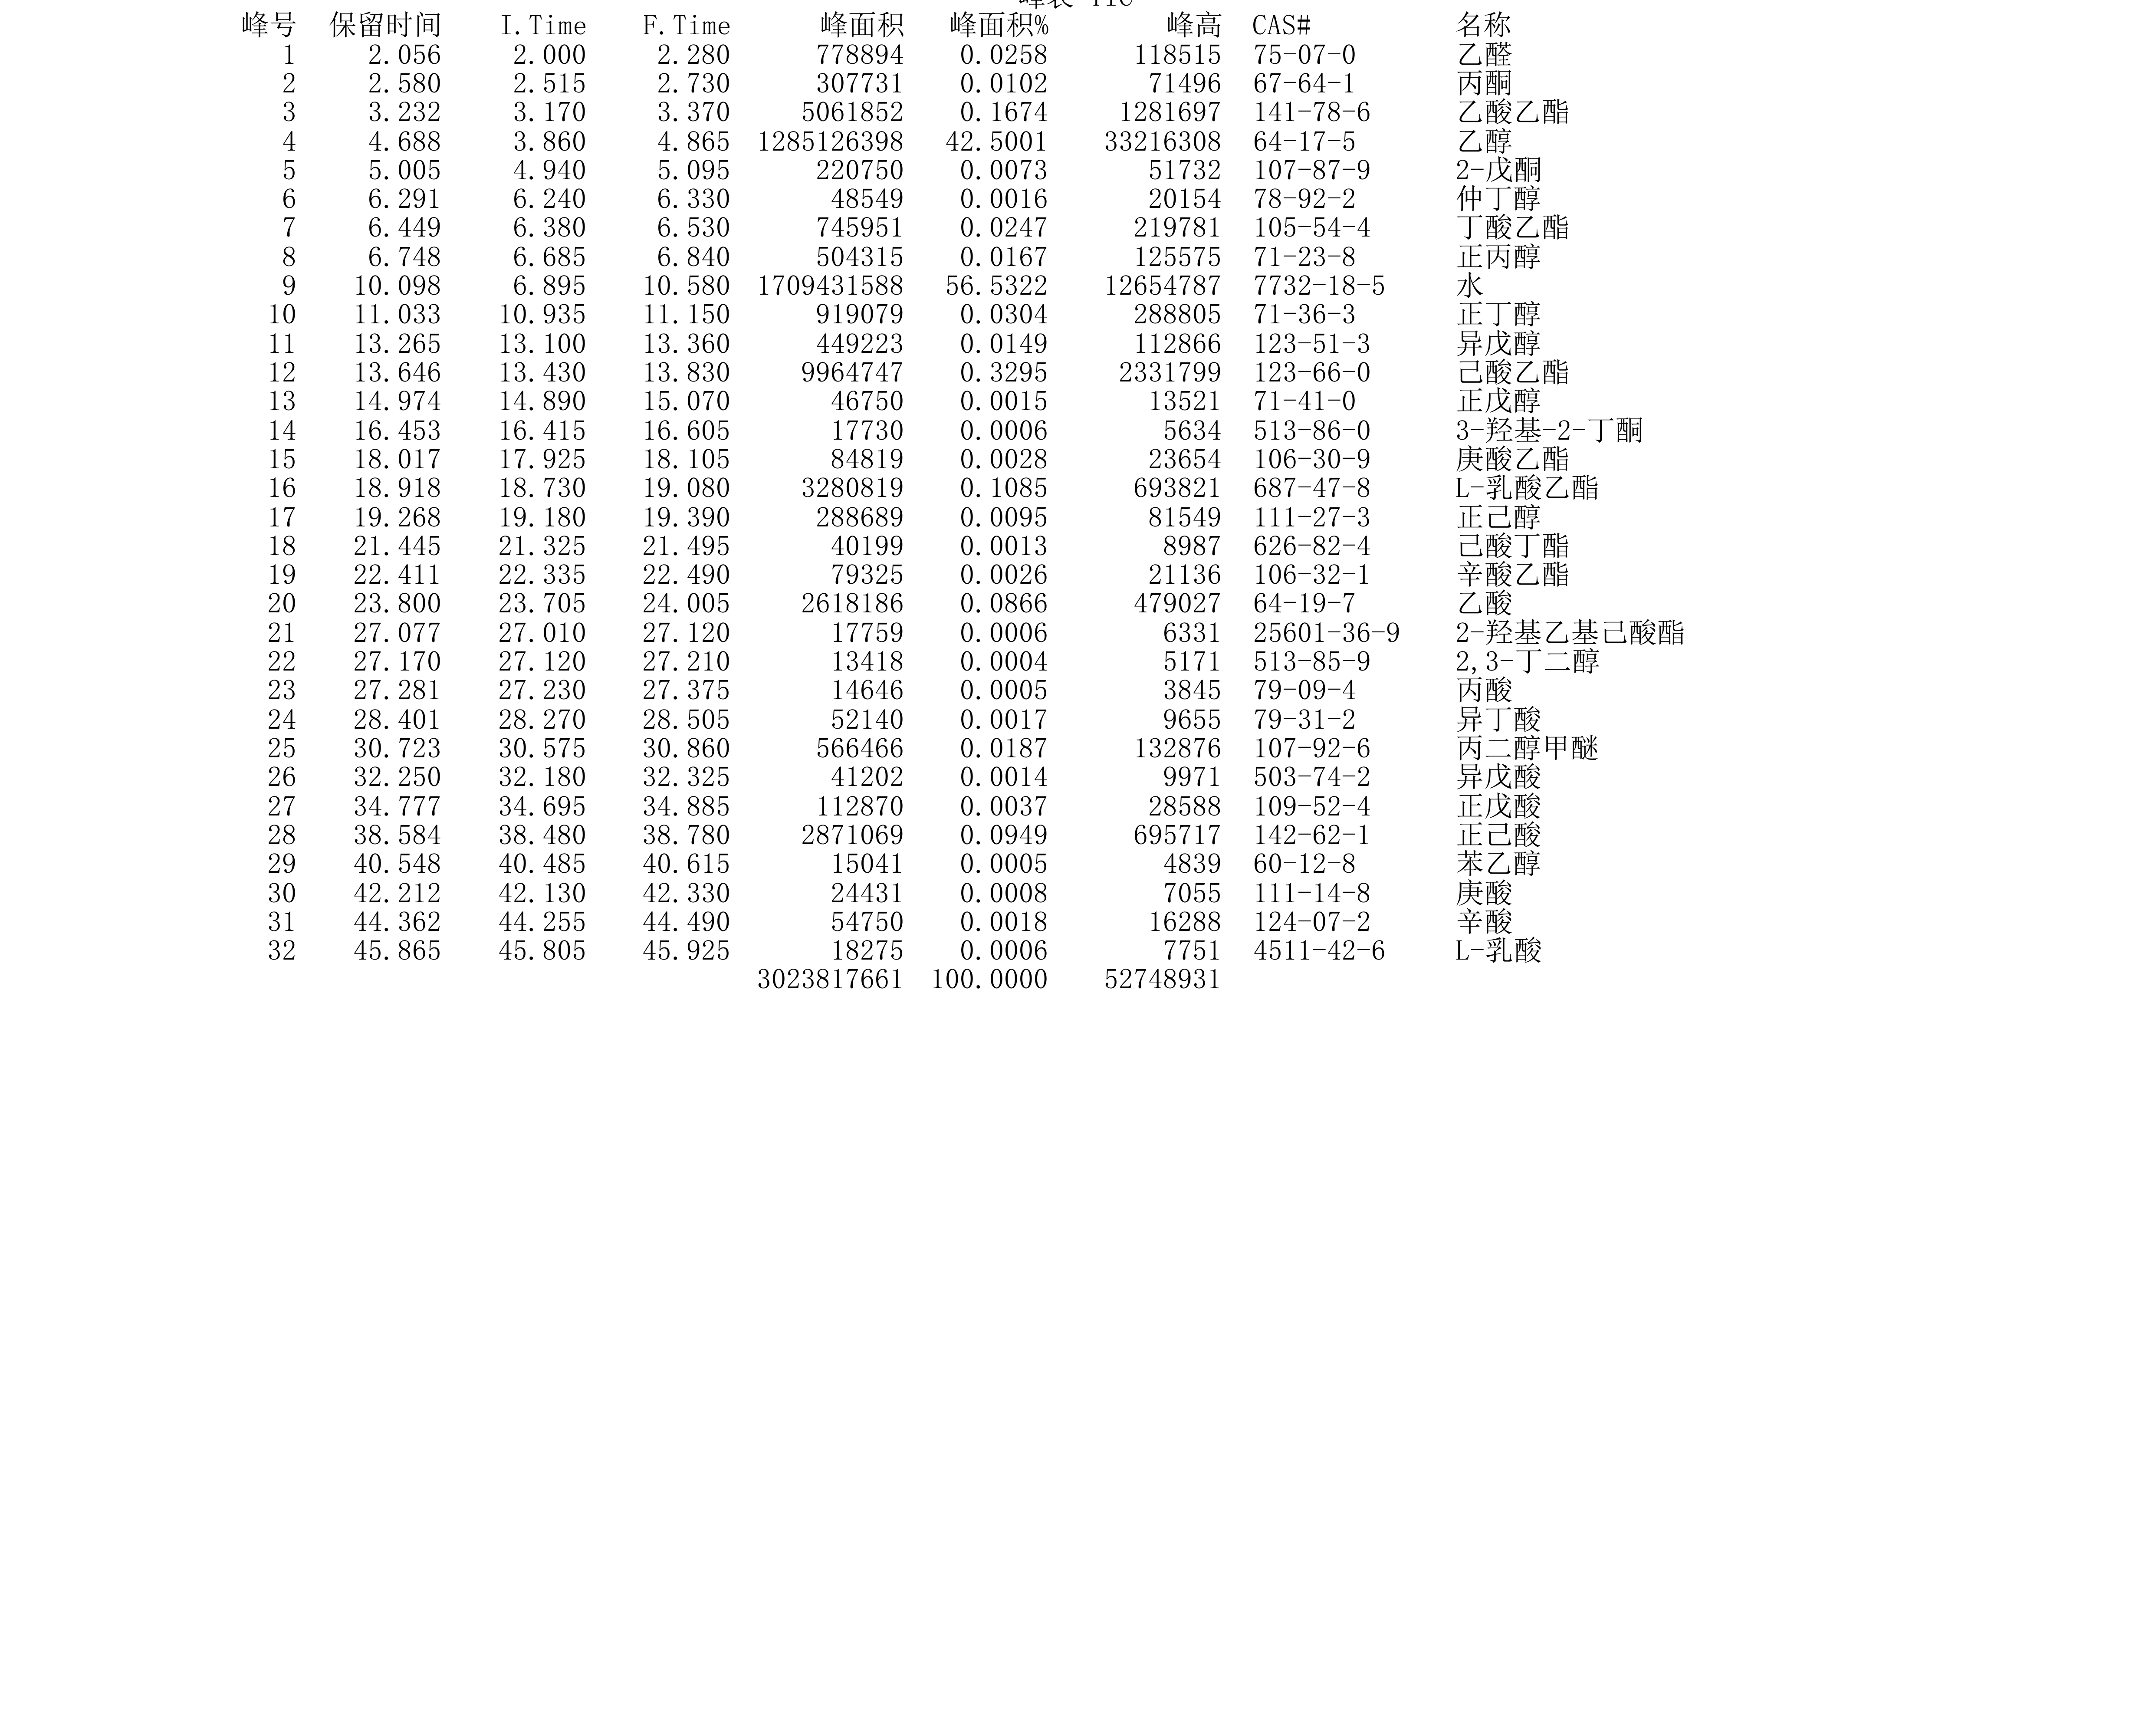 峰表 TIC
峰号 保留时间 I.Time F.Time 峰面积 峰面积% 峰高 CAS# 名称
1 2.056 2.000 2.280 778894 0.0258 118515 75-07-0 乙醛
2 2.580 2.515 2.730 307731 0.0102 71496 67-64-1 丙酮
3 3.232 3.170 3.370 5061852 0.1674 1281697 141-78-6 乙酸乙酯
4 4.688 3.860 4.865 1285126398 42.5001 33216308 64-17-5 乙醇
5 5.005 4.940 5.095 220750 0.0073 51732 107-87-9 2-戊酮
6 6.291 6.240 6.330 48549 0.0016 20154 78-92-2 仲丁醇
7 6.449 6.380 6.530 745951 0.0247 219781 105-54-4 丁酸乙酯
8 6.748 6.685 6.840 504315 0.0167 125575 71-23-8 正丙醇
9 10.098 6.895 10.580 1709431588 56.5322 12654787 7732-18-5 水
10 11.033 10.935 11.150 919079 0.0304 288805 71-36-3 正丁醇
11 13.265 13.100 13.360 449223 0.0149 112866 123-51-3 异戊醇
12 13.646 13.430 13.830 9964747 0.3295 2331799 123-66-0 己酸乙酯
13 14.974 14.890 15.070 46750 0.0015 13521 71-41-0 正戊醇
14 16.453 16.415 16.605 17730 0.0006 5634 513-86-0 3-羟基-2-丁酮
15 18.017 17.925 18.105 84819 0.0028 23654 106-30-9 庚酸乙酯
16 18.918 18.730 19.080 3280819 0.1085 693821 687-47-8 L-乳酸乙酯
17 19.268 19.180 19.390 288689 0.0095 81549 111-27-3 正己醇
18 21.445 21.325 21.495 40199 0.0013 8987 626-82-4 己酸丁酯
19 22.411 22.335 22.490 79325 0.0026 21136 106-32-1 辛酸乙酯
20 23.800 23.705 24.005 2618186 0.0866 479027 64-19-7 乙酸
21 27.077 27.010 27.120 17759 0.0006 6331 25601-36-9 2-羟基乙基己酸酯
22 27.170 27.120 27.210 13418 0.0004 5171 513-85-9 2,3-丁二醇
23 27.281 27.230 27.375 14646 0.0005 3845 79-09-4 丙酸
24 28.401 28.270 28.505 52140 0.0017 9655 79-31-2 异丁酸
25 30.723 30.575 30.860 566466 0.0187 132876 107-92-6 丙二醇甲醚
26 32.250 32.180 32.325 41202 0.0014 9971 503-74-2 异戊酸
27 34.777 34.695 34.885 112870 0.0037 28588 109-52-4 正戊酸
28 38.584 38.480 38.780 2871069 0.0949 695717 142-62-1 正己酸
29 40.548 40.485 40.615 15041 0.0005 4839 60-12-8 苯乙醇
30 42.212 42.130 42.330 24431 0.0008 7055 111-14-8 庚酸
31 44.362 44.255 44.490 54750 0.0018 16288 124-07-2 辛酸
32 45.865 45.805 45.925 18275 0.0006 7751 4511-42-6 L-乳酸
3023817661 100.0000 52748931